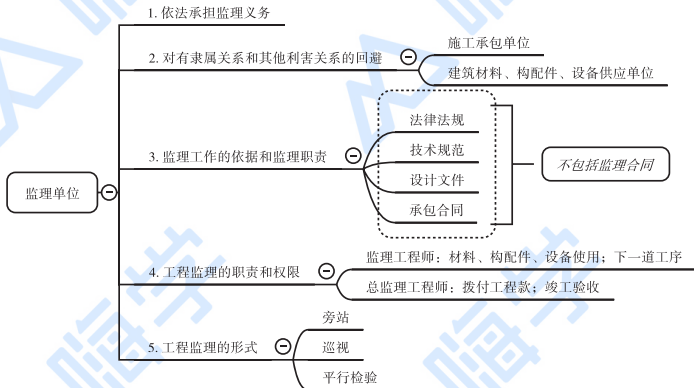 1. 依法承担监理义务
2. 对有隶属关系和其他利害关系的回避
施工承包单位
建筑材料、构配件、设备供应单位
监理单位
3. 监理工作的依据和监理职责
法律法规
技术规范
设计文件
承包合同
不包括监理合同
4. 工程监理的职责和权限
监理工程师：材料、构配件、设备使用；下一道工序
总监理工程师：拨付工程款；竣工验收
5. 工程监理的形式
旁站
巡视
平行检验
嗨学
嗨学